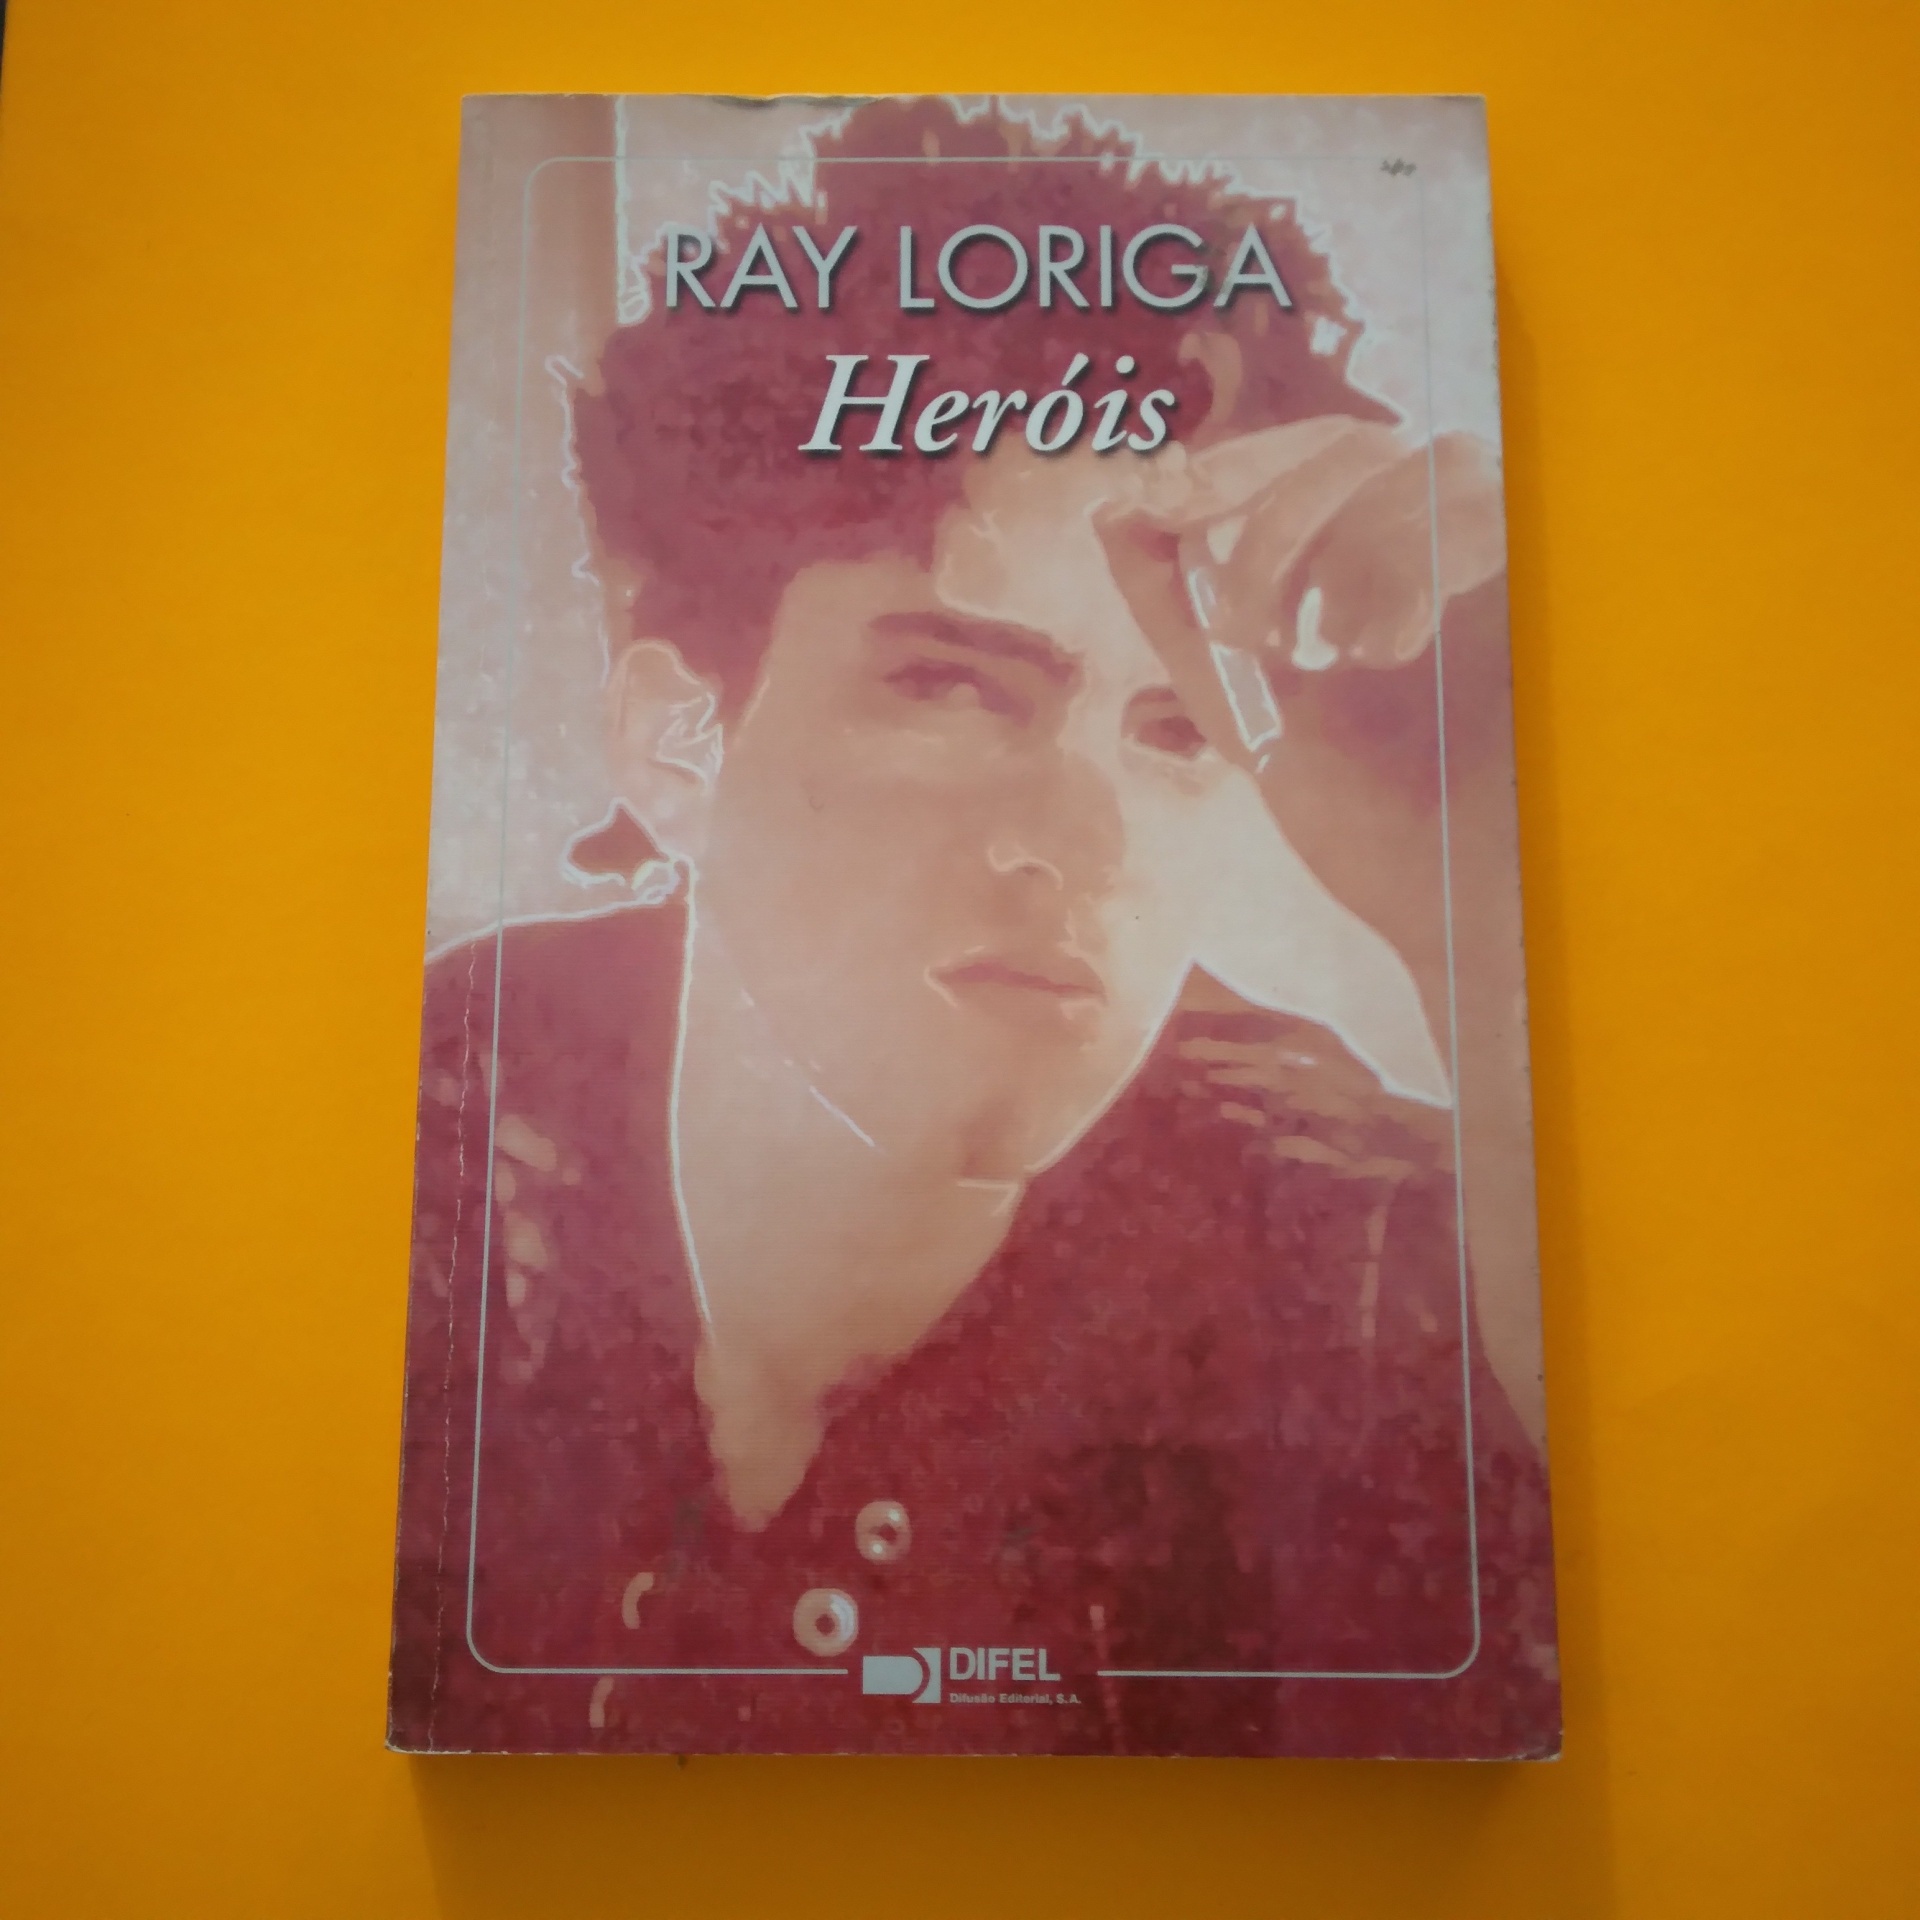 RAY LORIGA
Heróis
DIFEL
Difusão Editorial, S.A.